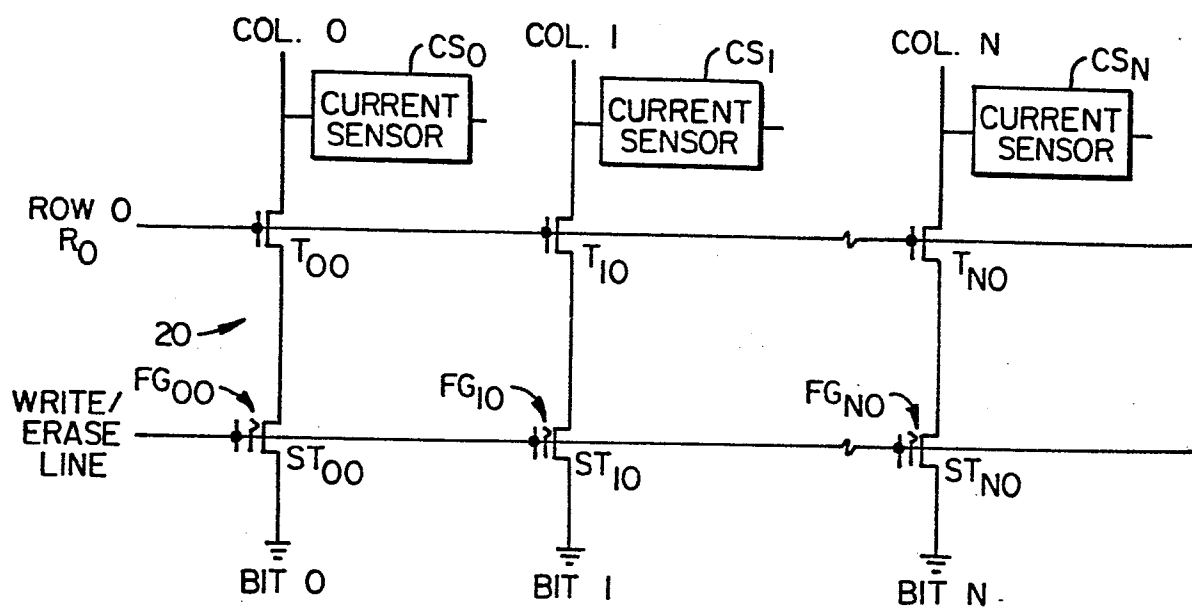 COL. 0
CS0
CURRENT
SENSOR
COL. 1
CS1
CURRENT
SENSOR
COL. N
CSN
CURRENT
SENSOR
ROW 0
R0
T00
T10
TN0
20
FG00
FG10
FGN0
WRITE/
ERASE
LINE
ST00
ST10
STN0
BIT 0
BIT 1
BIT N